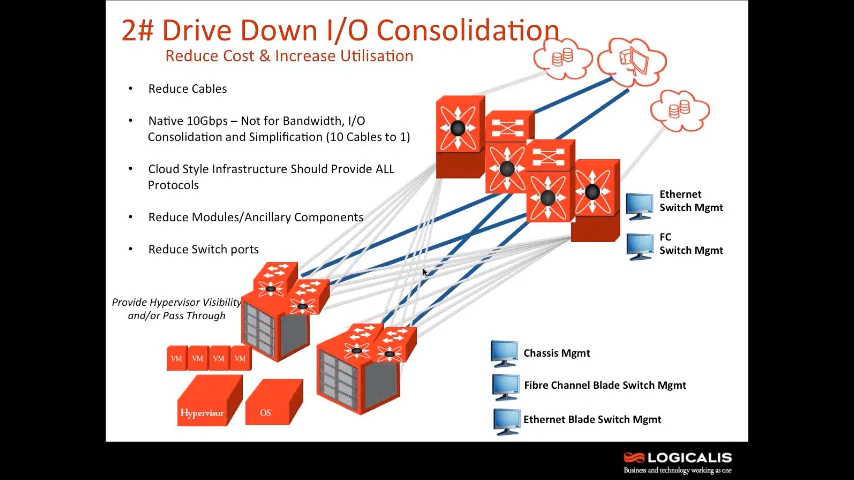 2# Drive Down I/O Consolidation
Reduce Cost & Increase Utilisation
• Reduce Cables
• Native 10Gbps – Not for Bandwidth, I/O
Consolidation and Simplification (10 Cables to 1)
• Cloud Style Infrastructure Should Provide ALL
Protocols
• Reduce Modules/Ancillary Components
• Reduce Switch ports
Ethernet
Switch Mgmt
FC
Switch Mgmt
Provide Hypervisor Visibility
and/or Pass Through
VM VM VM VM
Hypervisor
OS
Chassis Mgmt
Fibre Channel Blade Switch Mgmt
Ethernet Blade Switch Mgmt
LOGICALIS
Business and technology working as one